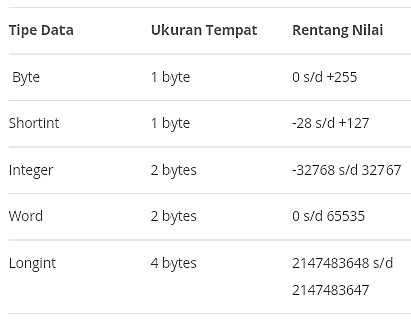 Tipe Data Ukuran Tempat Rentang Nilai
Byte 1 byte 0 s/d +255
Shortint 1 byte -28 s/d +127
Integer 2 bytes -32768 s/d 32767
Word 2 bytes 0 s/d 65535
Longint 4 bytes 2147483648 s/d
2147483647